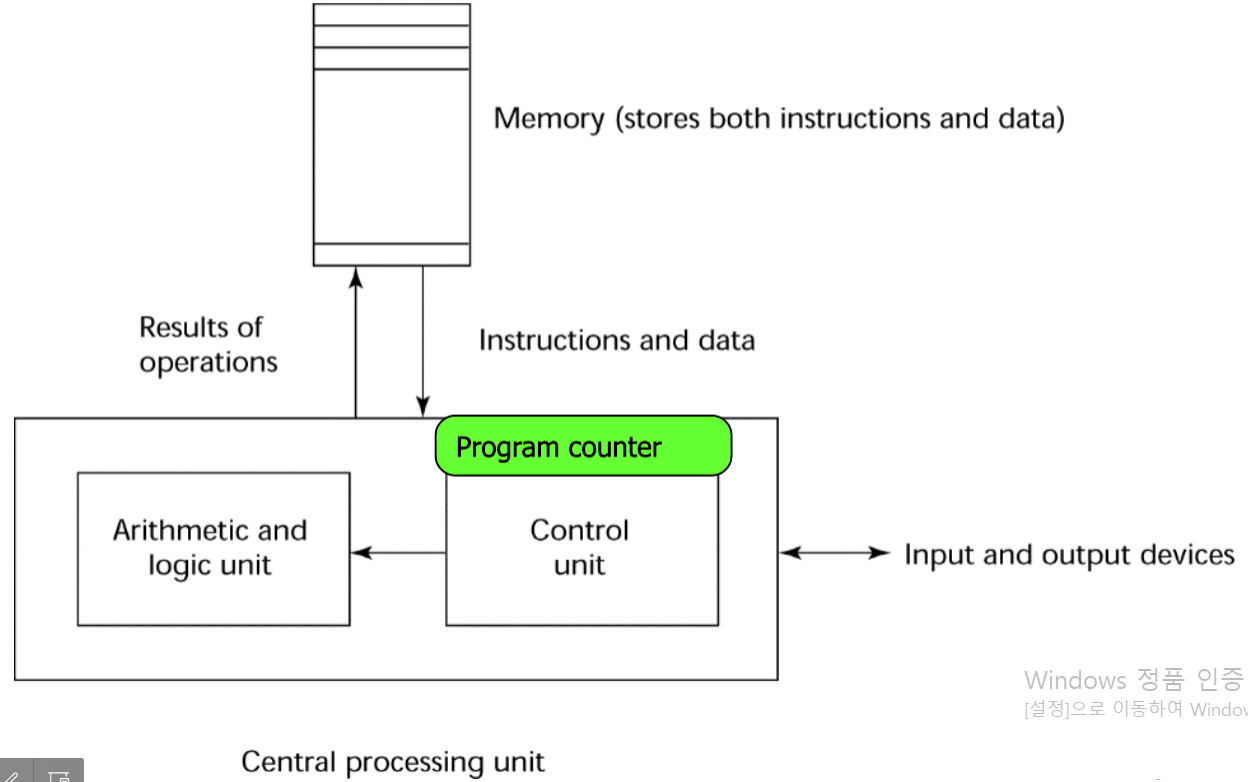 Memory (stores both instructions and data)
Results of
operations
Instructions and data
Program counter
Arithmetic and
logic unit
Control
unit
Input and output devices
Windows 정품 인증
[설정]으로 이동하여 Window
Central processing unit